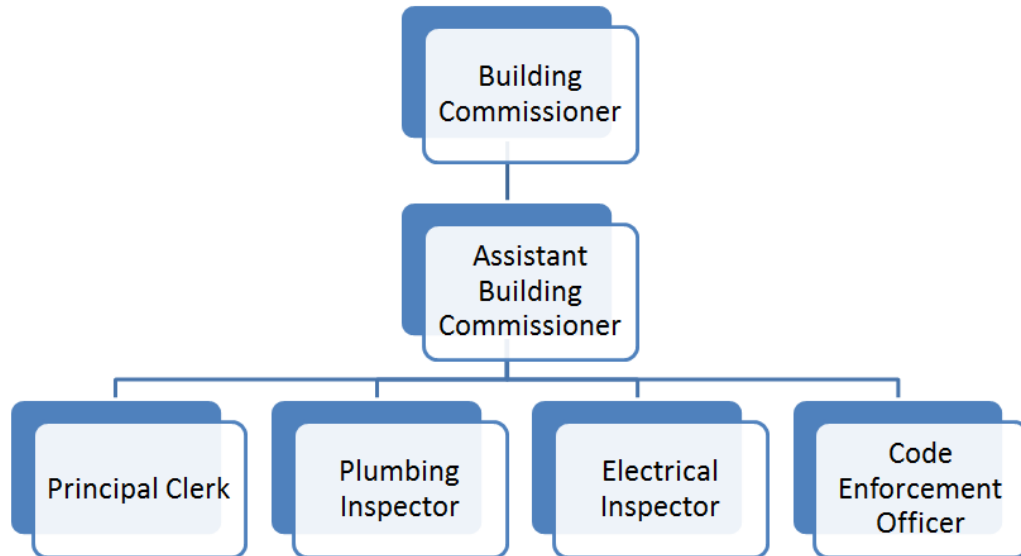 Building
Commissioner
Assistant
Building
Commissioner
Principal Clerk
Plumbing
Inspector
Electrical
Inspector
Code
Enforcement
Officer